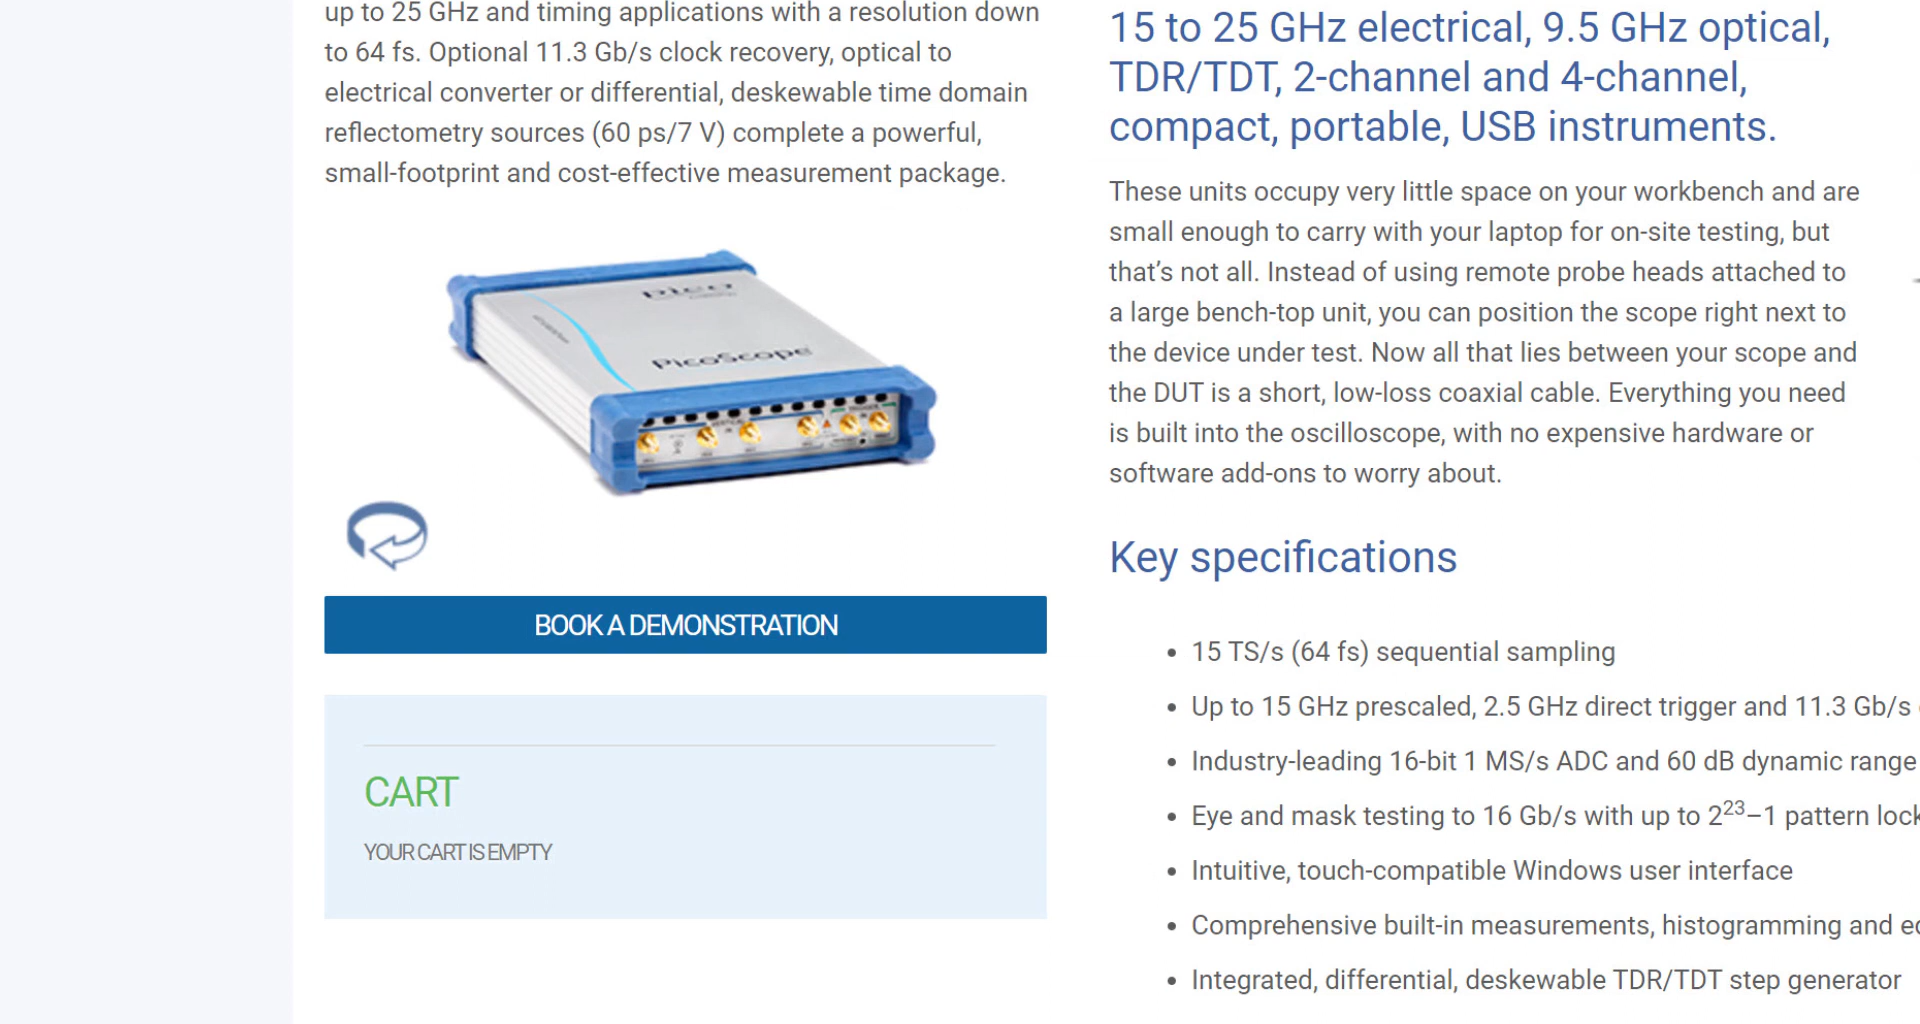 up to 25 GHz and timing applications with a resolution down
to 64 fs. Optional 11.3 Gb/s clock recovery, optical to
electrical converter or differential, deskewable time domain
reflectometry sources (60 ps/7 V) complete a powerful,
small-footprint and cost-effective measurement package.
pico
PicoScope
BOOK A DEMONSTRATION
CART
YOUR CART IS EMPTY
15 to 25 GHz electrical, 9.5 GHz optical,
TDR/TDT, 2-channel and 4-channel,
compact, portable, USB instruments.
These units occupy very little space on your workbench and are
small enough to carry with your laptop for on-site testing, but
that’s not all. Instead of using remote probe heads attached to
a large bench-top unit, you can position the scope right next to
the device under test. Now all that lies between your scope and
the DUT is a short, low-loss coaxial cable. Everything you need
is built into the oscilloscope, with no expensive hardware or
software add-ons to worry about.
Key specifications
• 15 TS/s (64 fs) sequential sampling
• Up to 15 GHz prescaled, 2.5 GHz direct trigger and 11.3 Gb/s
• Industry-leading 16-bit 1 MS/s ADC and 60 dB dynamic range
• Eye and mask testing to 16 Gb/s with up to 2²³–1 pattern lock
• Intuitive, touch-compatible Windows user interface
• Comprehensive built-in measurements, histogramming and
• Integrated, differential, deskewable TDR/TDT step generator